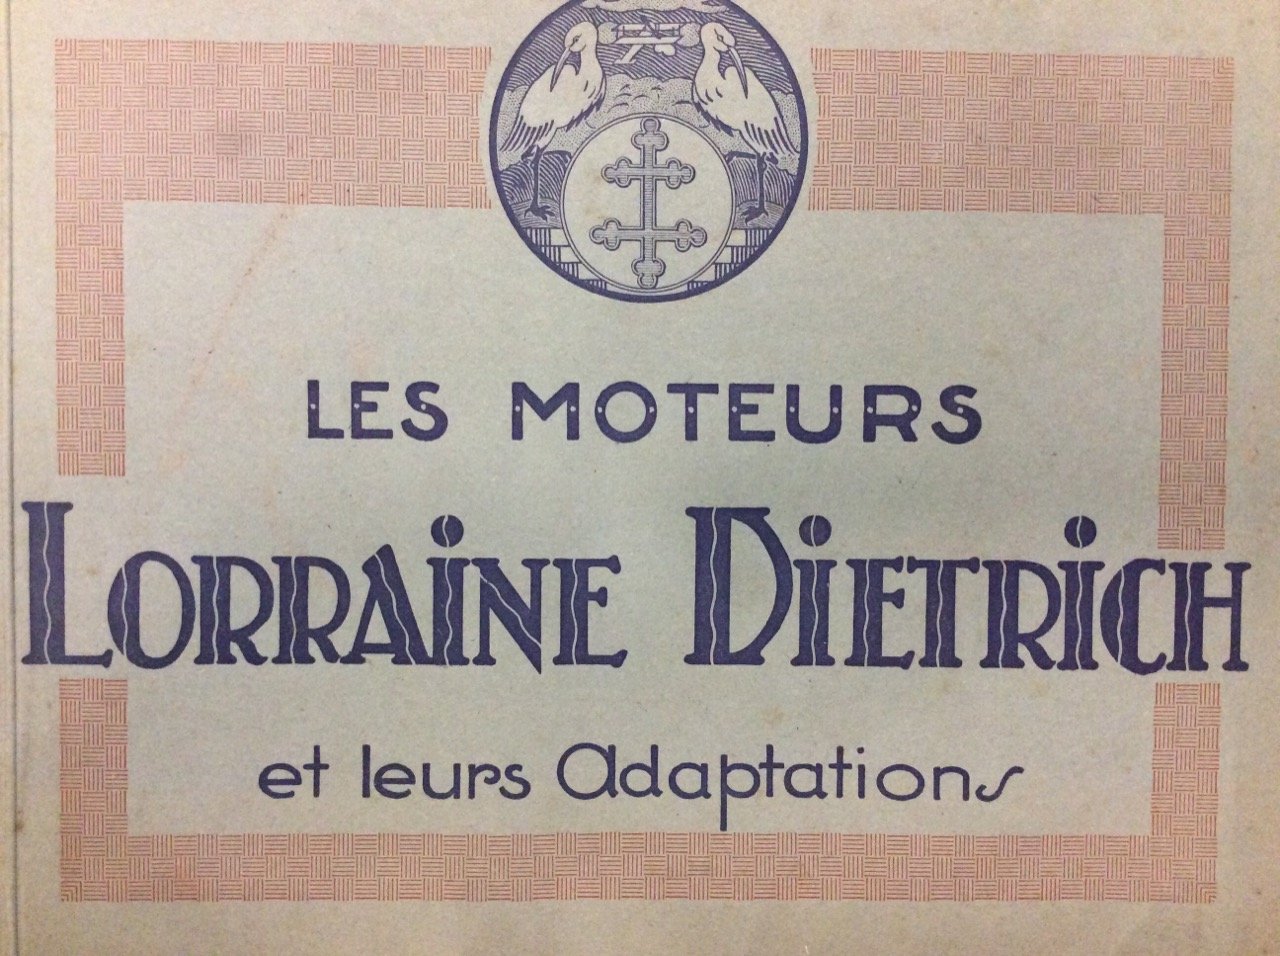 LES MOTEURS
LORRAINE DIETRICH
et leurs Adaptations